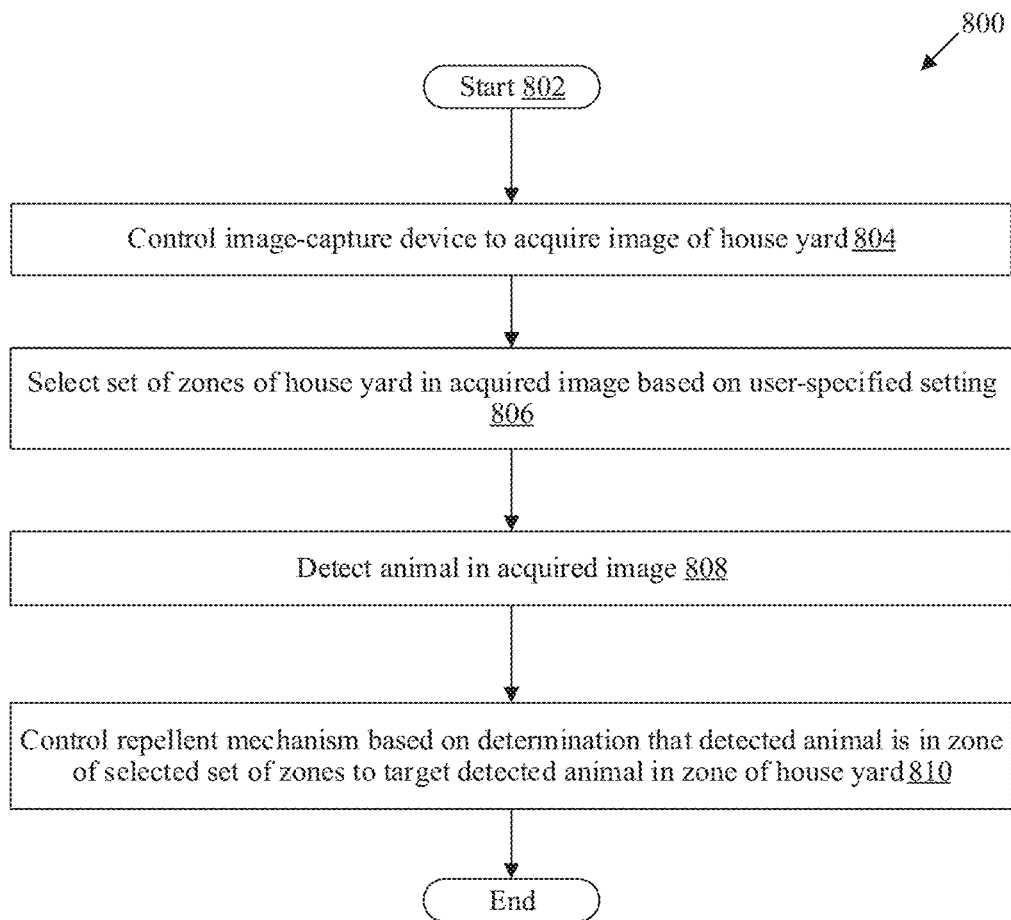 800
Start 802
Control image-capture device to acquire image of house yard 804
Select set of zones of house yard in acquired image based on user-specified setting
806
Detect animal in acquired image 808
Control repellent mechanism based on determination that detected animal is in zone
of selected set of zones to target detected animal in zone of house yard 810
End